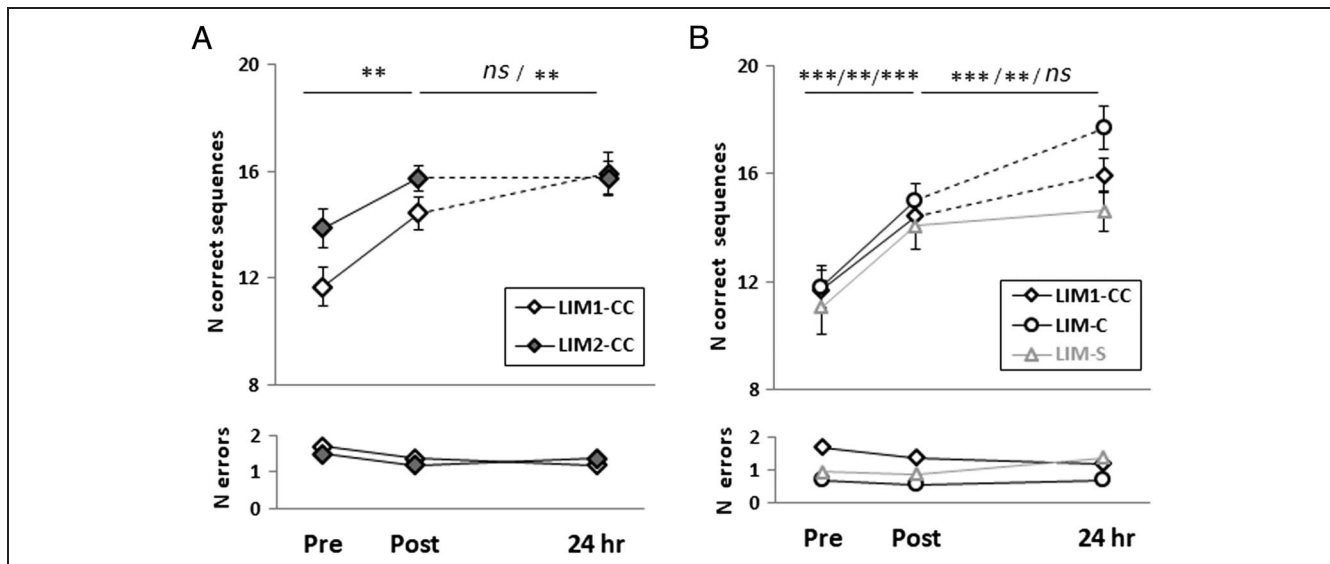 A
20
16
12
8
N correct sequences
**
ns / **
LIM1-CC
LIM2-CC
2
1
0
N errors
Pre Post 24 hr
B
20
16
12
8
N correct sequences
***/**/***
***/**/ns
LIM1-CC
LIM-C
LIM-S
2
1
0
N errors
Pre Post 24 hr